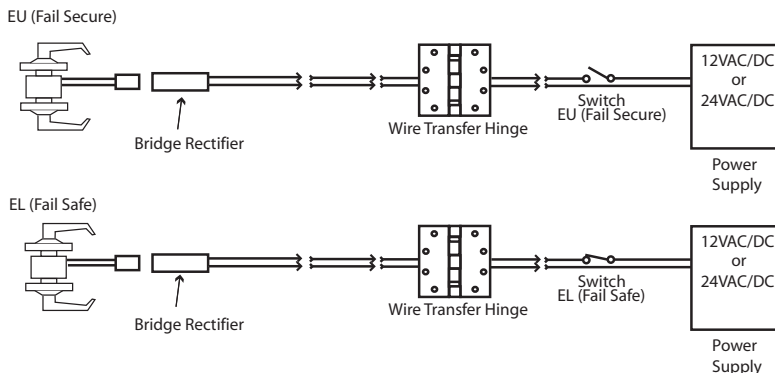 EU (Fail Secure)
12VAC/DC
or
24VAC/DC
Switch
EU (Fail Secure)
Wire Transfer Hinge
Bridge Rectifier
Power
Supply
EL (Fail Safe)
12VAC/DC
or
24VAC/DC
Switch
EL (Fail Safe)
Wire Transfer Hinge
Bridge Rectifier
Power
Supply